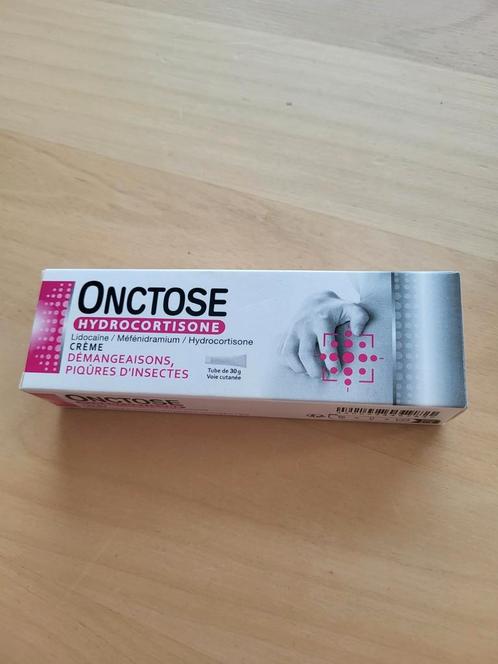 ONCTOSE
HYDROCORTISONE
Lidocaïne / Méfénidramium / Hydrocortisone
CRÈME
DÉMANGEAISONS,
PIQÛRES D'INSECTES
Tube de 30 g
Voie cutanée
ONCTOSE